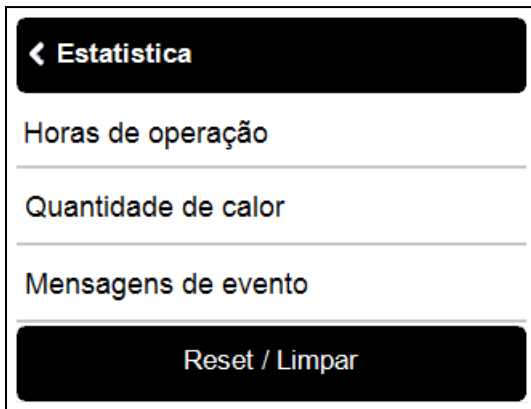 Estatistica
Horas de operação
Quantidade de calor
Mensagens de evento
Reset / Limpar